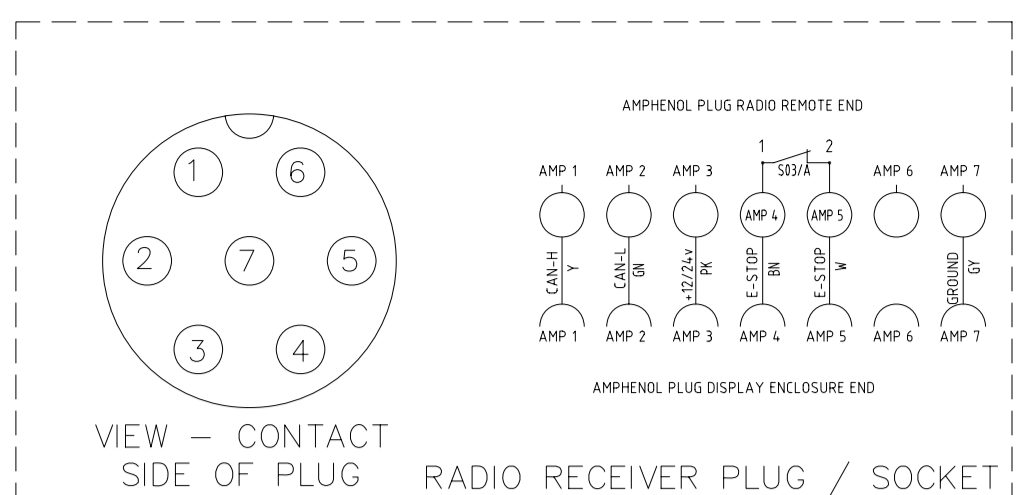 1 6
2 7 5
3 4
VIEW – CONTACT
SIDE OF PLUG
AMPHENOL PLUG RADIO REMOTE END
1 2
S03/A
AMP 1 AMP 2 AMP 3 AMP 6 AMP 7
AMP 4 AMP 5
CAN-H
Y
CAN-L
GN
+12/24v
PK
E-STOP
BN
E-STOP
W
GROUND
GY
AMP 1 AMP 2 AMP 3 AMP 4 AMP 5 AMP 6 AMP 7
AMPHENOL PLUG DISPLAY ENCLOSURE END
RADIO RECEIVER PLUG / SOCKET